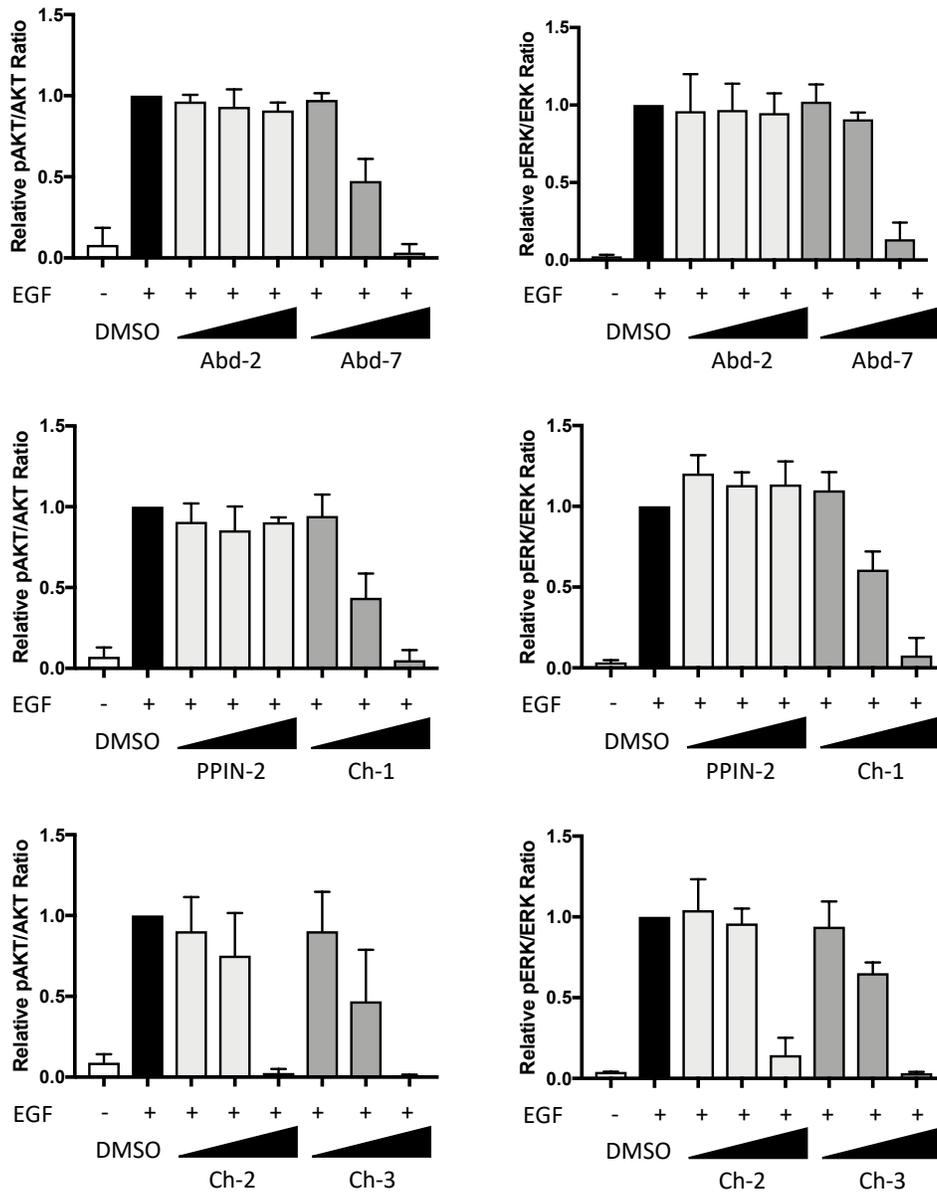 Relative pAKT/AKT Ratio
1.5
1.0
0.5
0.0
EGF - + + + + + + +
DMSO
Abd-2 Abd-7
Relative pERK/ERK Ratio
1.5
1.0
0.5
0.0
EGF - + + + + + + +
DMSO
Abd-2 Abd-7
Relative pAKT/AKT Ratio
1.5
1.0
0.5
0.0
EGF - + + + + + + +
DMSO
PPIN-2 Ch-1
Relative pERK/ERK Ratio
1.5
1.0
0.5
0.0
EGF - + + + + + + +
DMSO
PPIN-2 Ch-1
Relative pAKT/AKT Ratio
1.5
1.0
0.5
0.0
EGF - + + + + + + +
DMSO
Ch-2 Ch-3
Relative pERK/ERK Ratio
1.5
1.0
0.5
0.0
EGF - + + + + + + +
DMSO
Ch-2 Ch-3